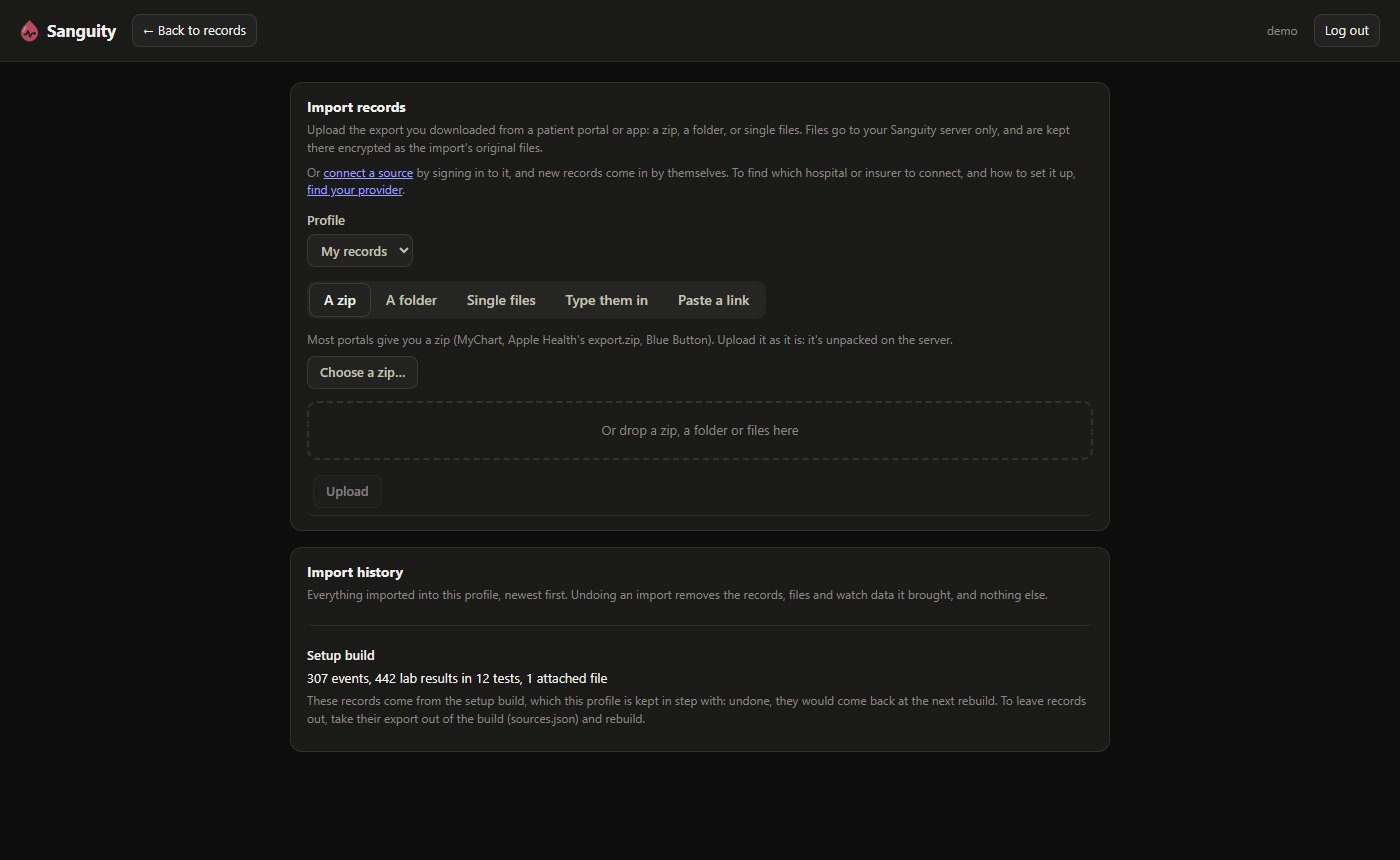 Sanguity
← Back to records
demo
Log out
Import records
Upload the export you downloaded from a patient portal or app: a zip, a folder, or single files. Files go to your Sanguity server only, and are kept
there encrypted as the import's original files.
Or connect a source by signing in to it, and new records come in by themselves. To find which hospital or insurer to connect, and how to set it up,
find your provider.
Profile
My records
A zip
A folder
Single files
Type them in
Paste a link
Most portals give you a zip (MyChart, Apple Health's export.zip, Blue Button). Upload it as it is: it's unpacked on the server.
Choose a zip...
Or drop a zip, a folder or files here
Upload
Import history
Everything imported into this profile, newest first. Undoing an import removes the records, files and watch data it brought, and nothing else.
Setup build
307 events, 442 lab results in 12 tests, 1 attached file
These records come from the setup build, which this profile is kept in step with: undone, they would come back at the next rebuild. To leave records
out, take their export out of the build (sources.json) and rebuild.